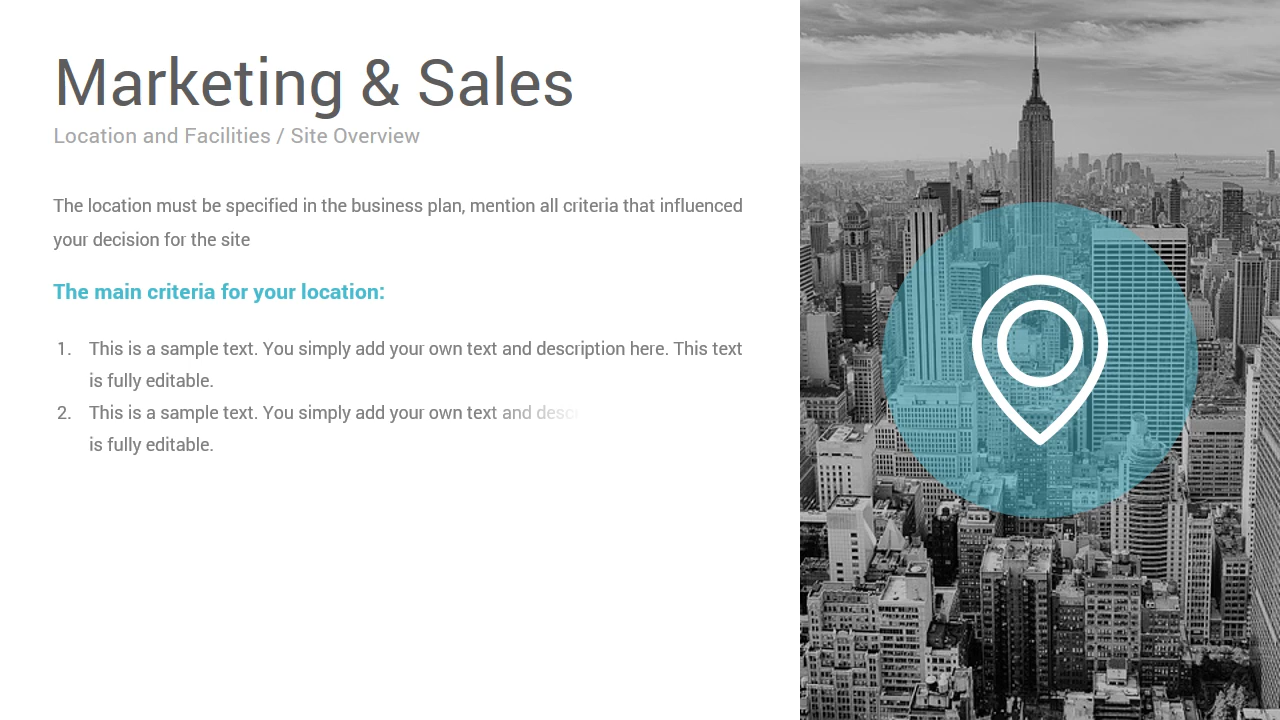 Marketing & Sales
Location and Facilities / Site Overview
The location must be specified in the business plan, mention all criteria that influenced
your decision for the site
The main criteria for your location:
1. This is a sample text. You simply add your own text and description here. This text
is fully editable.
2. This is a sample text. You simply add your own text and
is fully editable.